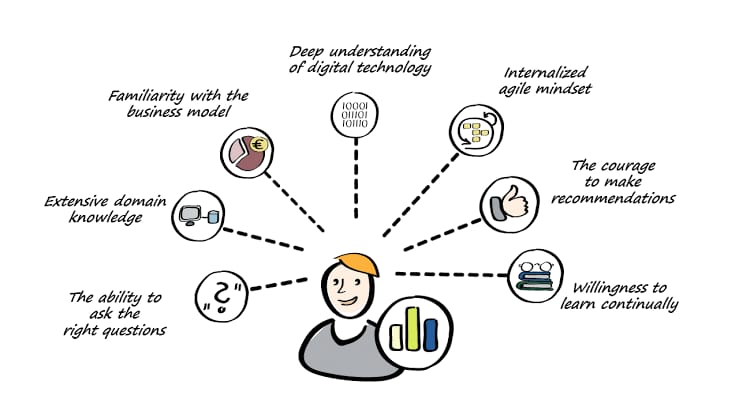 Deep understanding
of digital technology
Internalized
agile mindset
Familiarity with the
business model
10001
01110
10110
€
The courage
to make
recommendations
Extensive domain
knowledge
Willingness to
learn continually
The ability to
ask the
right questions
"?"